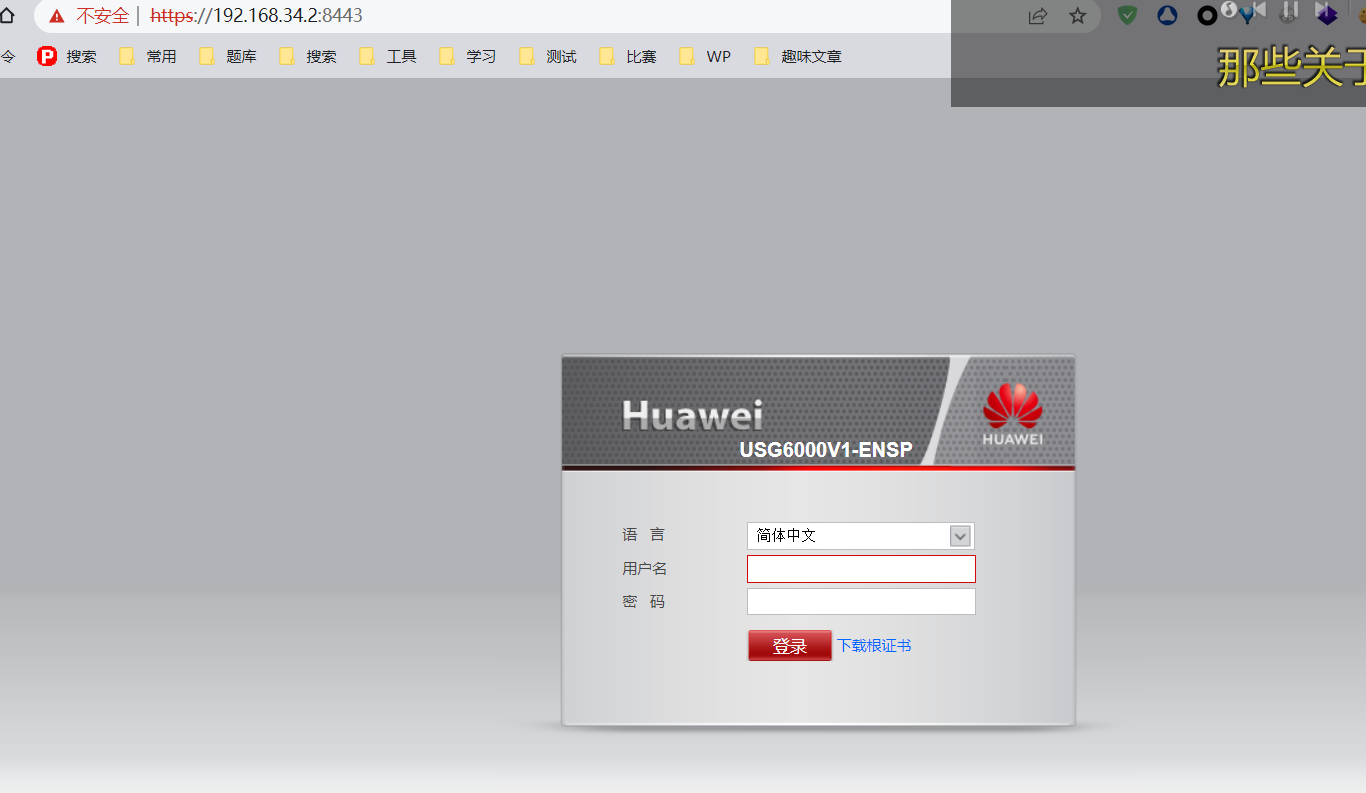 不安全 | https://192.168.34.2:8443
令 搜索 常用 题库 搜索 工具 学习 测试 比赛 WP 趣味文章
那些关于
Huawei
USG6000V1-ENSP
HUAWEI
语 言 简体中文
用户名
密 码
登录 下载根证书